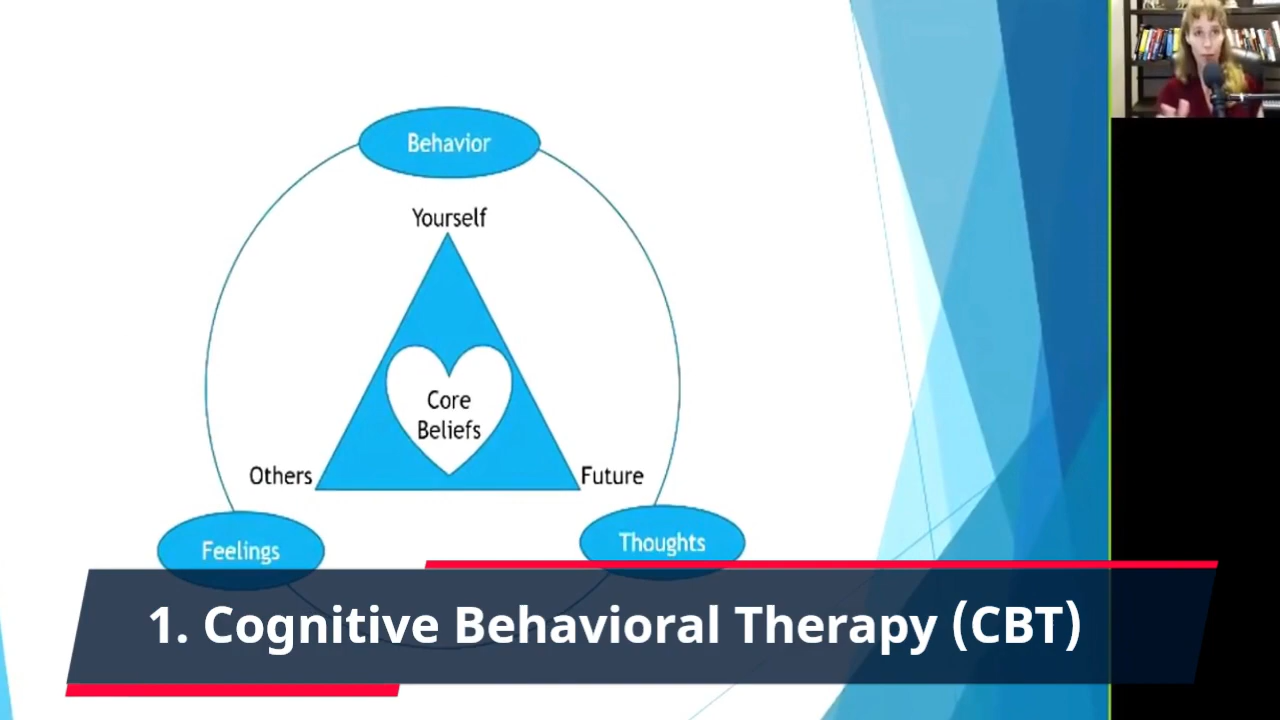 Behavior
Yourself
Core
Beliefs
Others
Future
Feelings
Thoughts
1. Cognitive Behavioral Therapy (CBT)